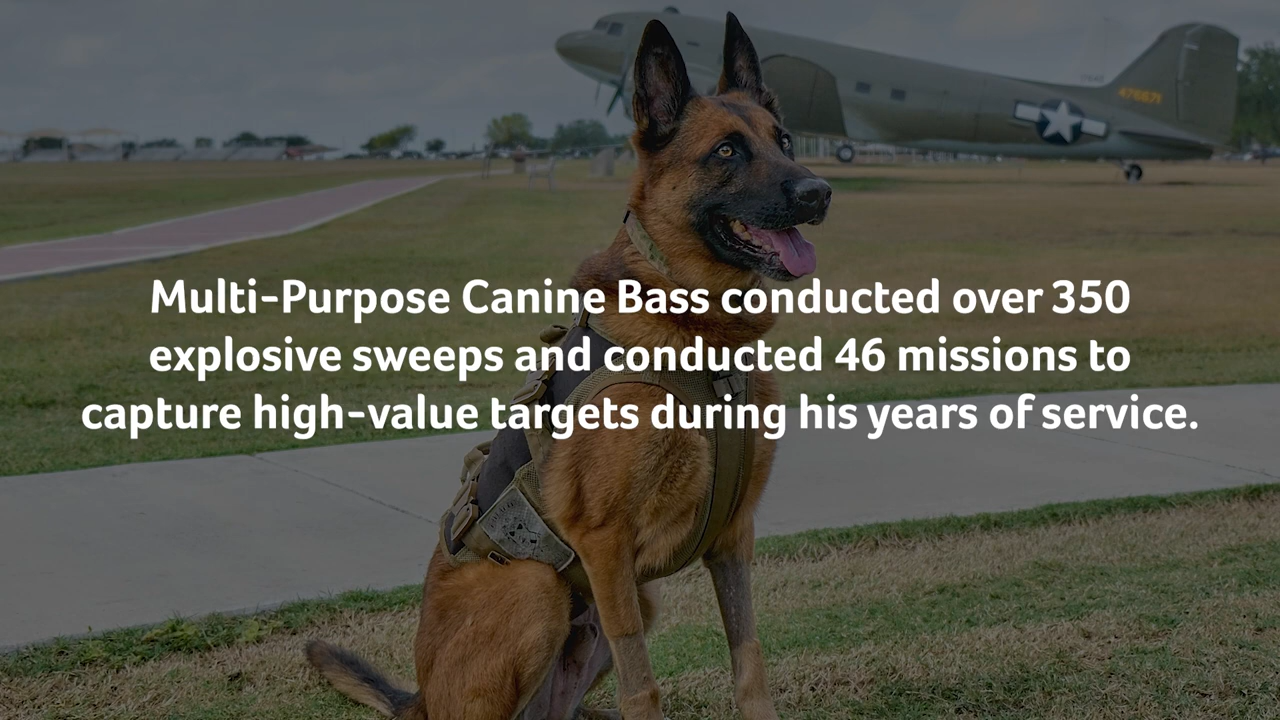 476671
Multi-Purpose Canine Bass conducted over 350
explosive sweeps and conducted 46 missions to
capture high-value targets during his years of service.